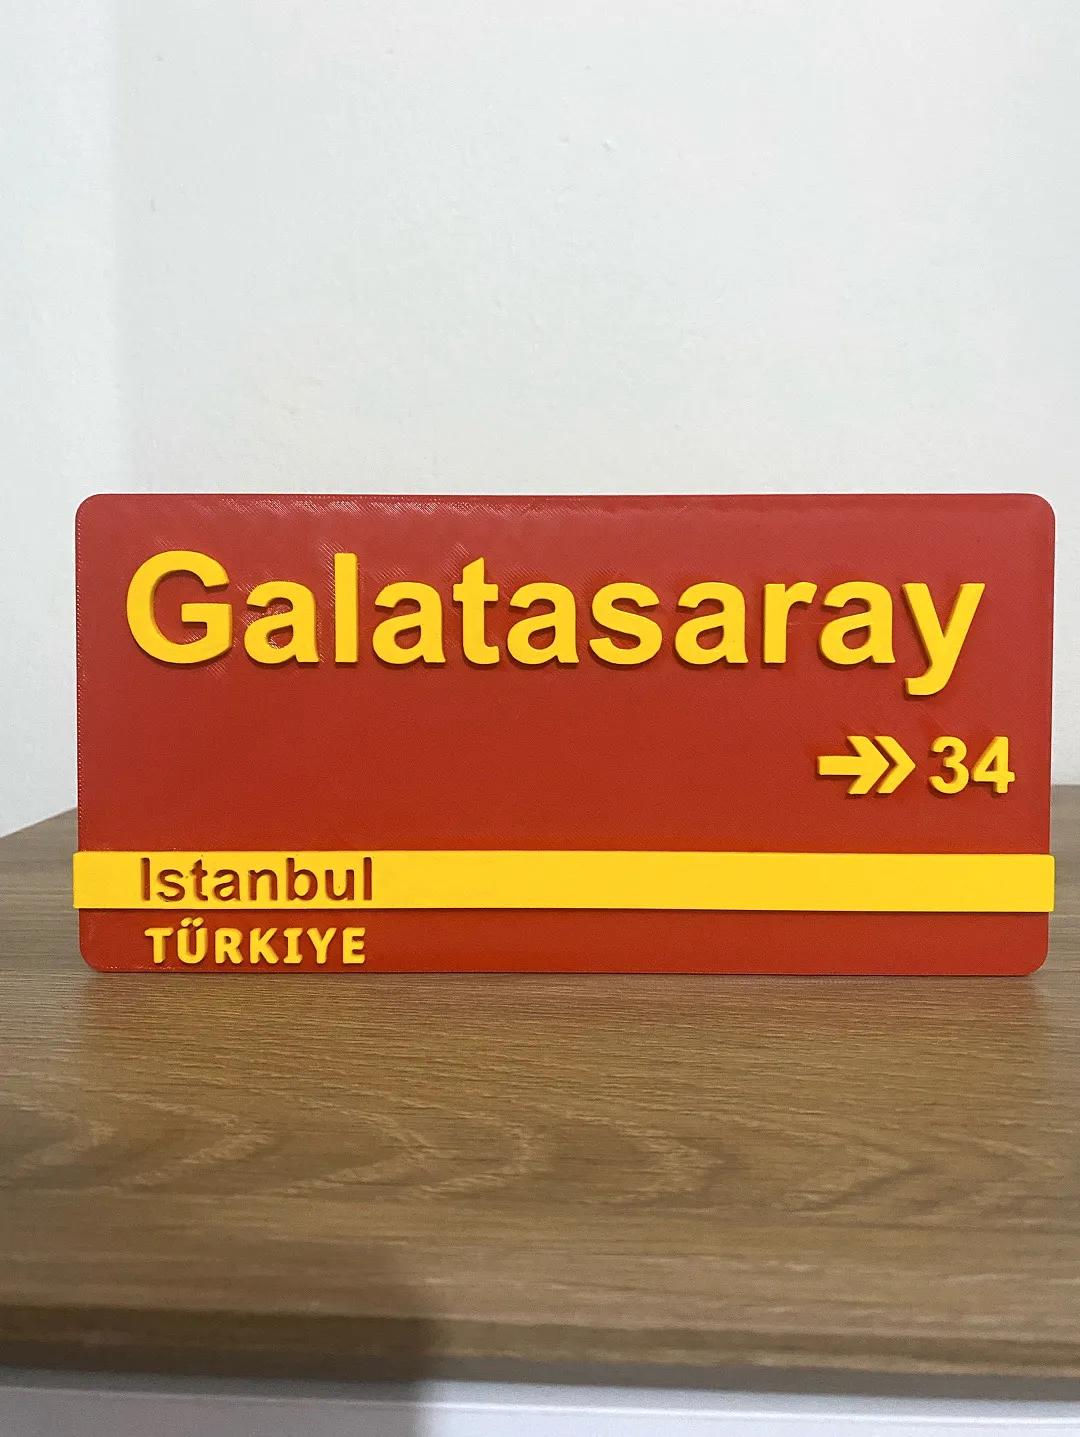 Galatasaray
→ 34
Istanbul
TÜRKIYE